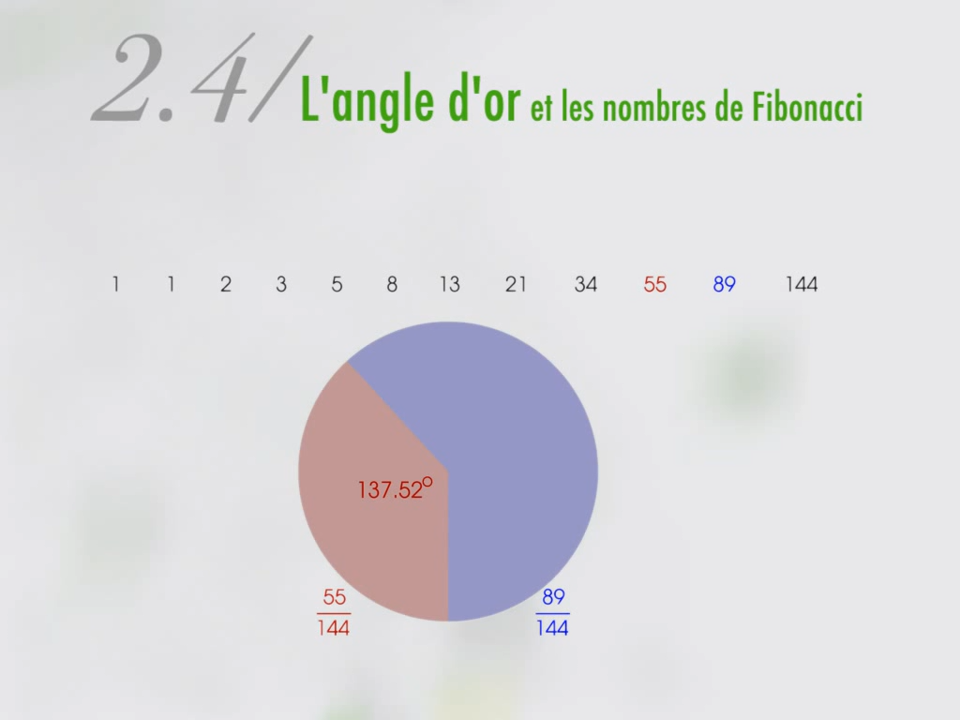 2.4/ L'angle d'or et les nombres de Fibonacci
1 1 2 3 5 8 13 21 34 55 89 144
137.52º
55
144
89
144